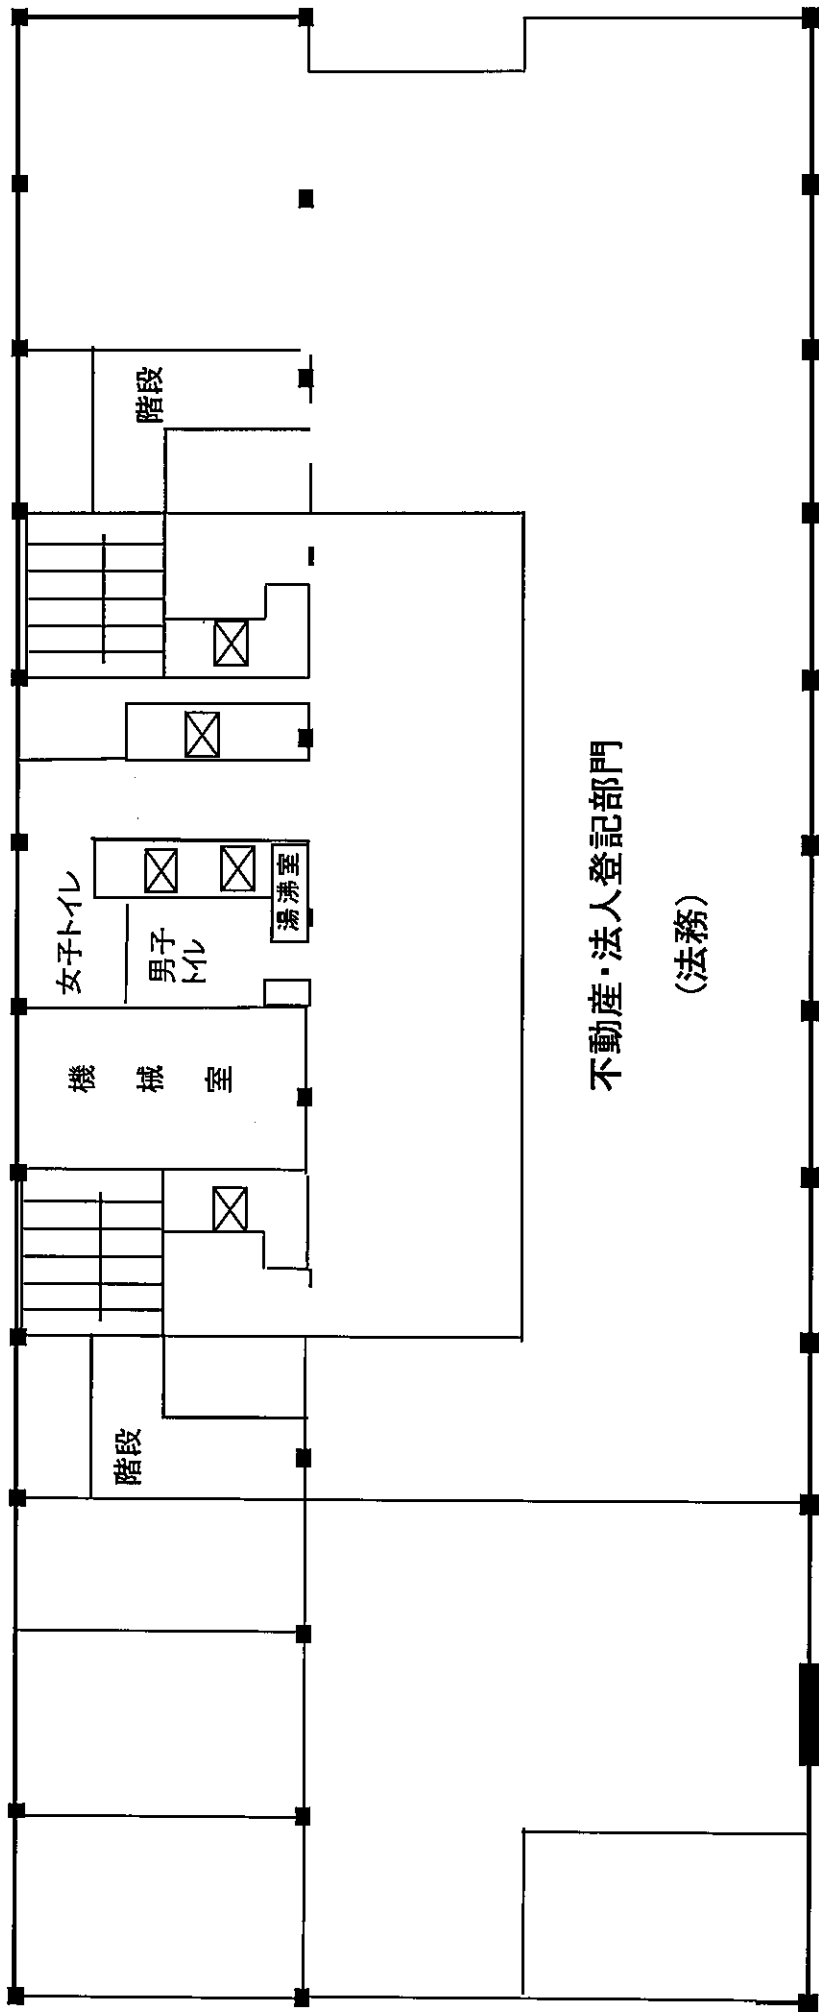 階段
女子トイレ
男子
トイレ
湯沸室
機械室
階段
不動産・法人登記部門
(法務)